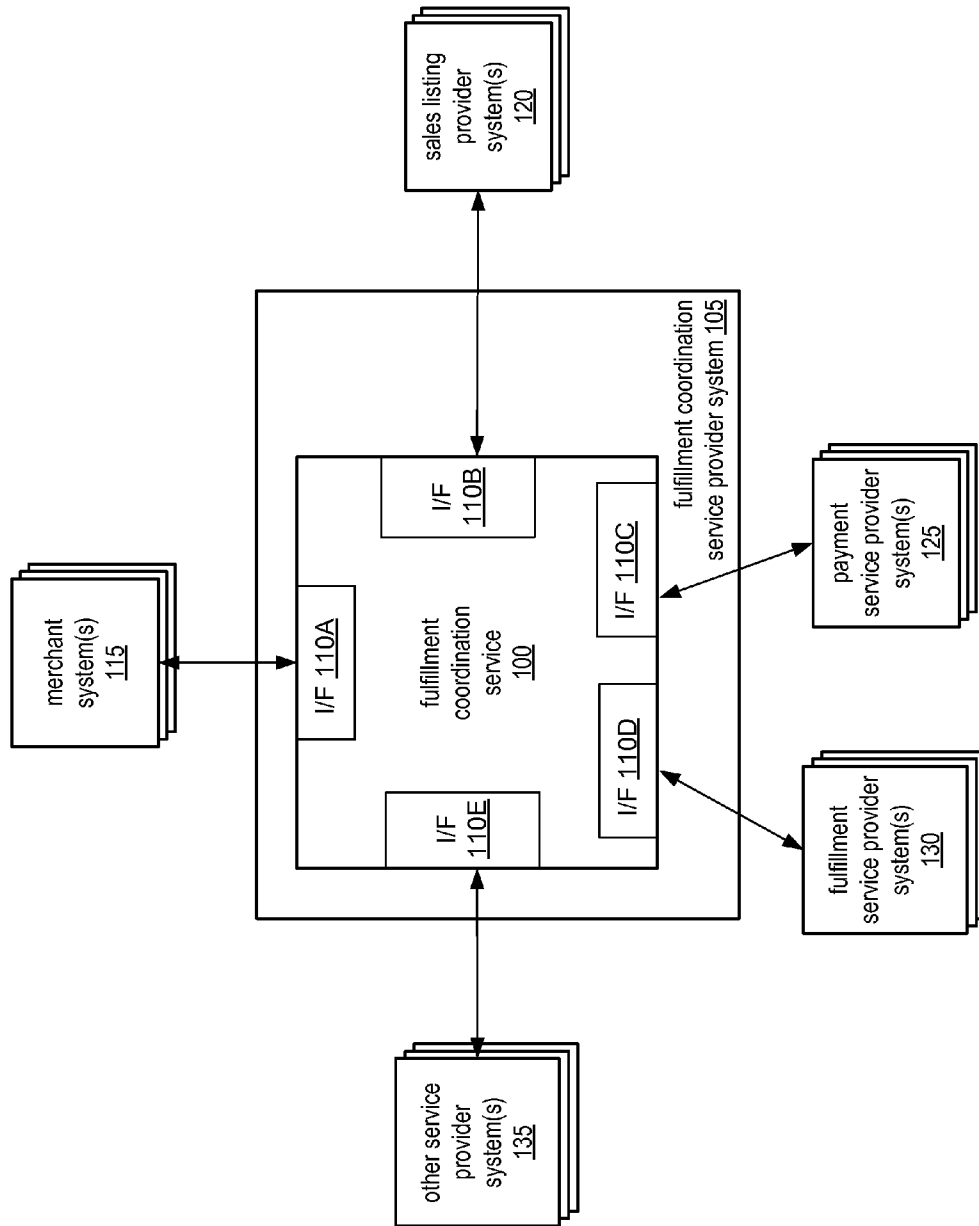 merchant
system(s)
115
other service
provider
system(s)
135
I/F
110E
I/F 110A
fulfillment
coordination
service
100
I/F
110B
sales listing
provider
system(s)
120
I/F 110D
I/F 110C
fulfillment coordination
service provider system 105
fulfillment
service provider
system(s)
130
payment
service provider
system(s)
125